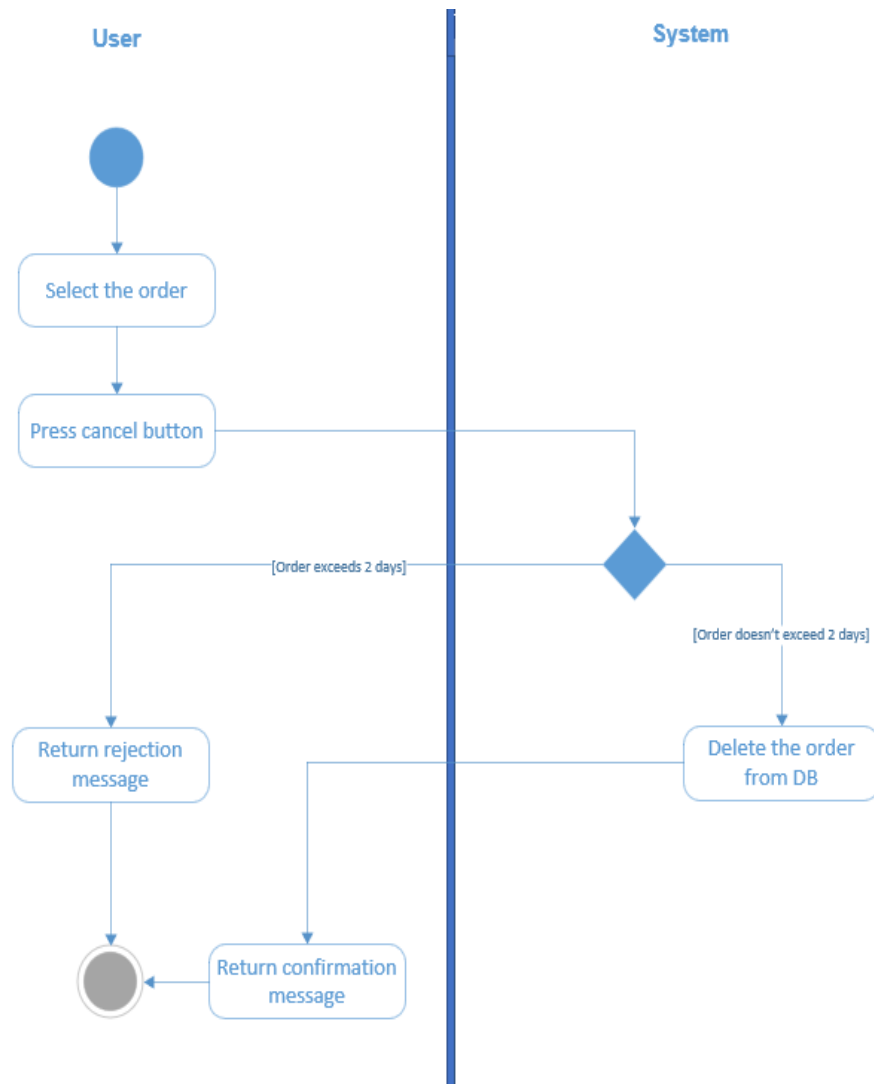 User
System
Select the order
Press cancel button
[Order exceeds 2 days]
[Order doesn't exceed 2 days]
Return rejection
message
Delete the order
from DB
Return confirmation
message